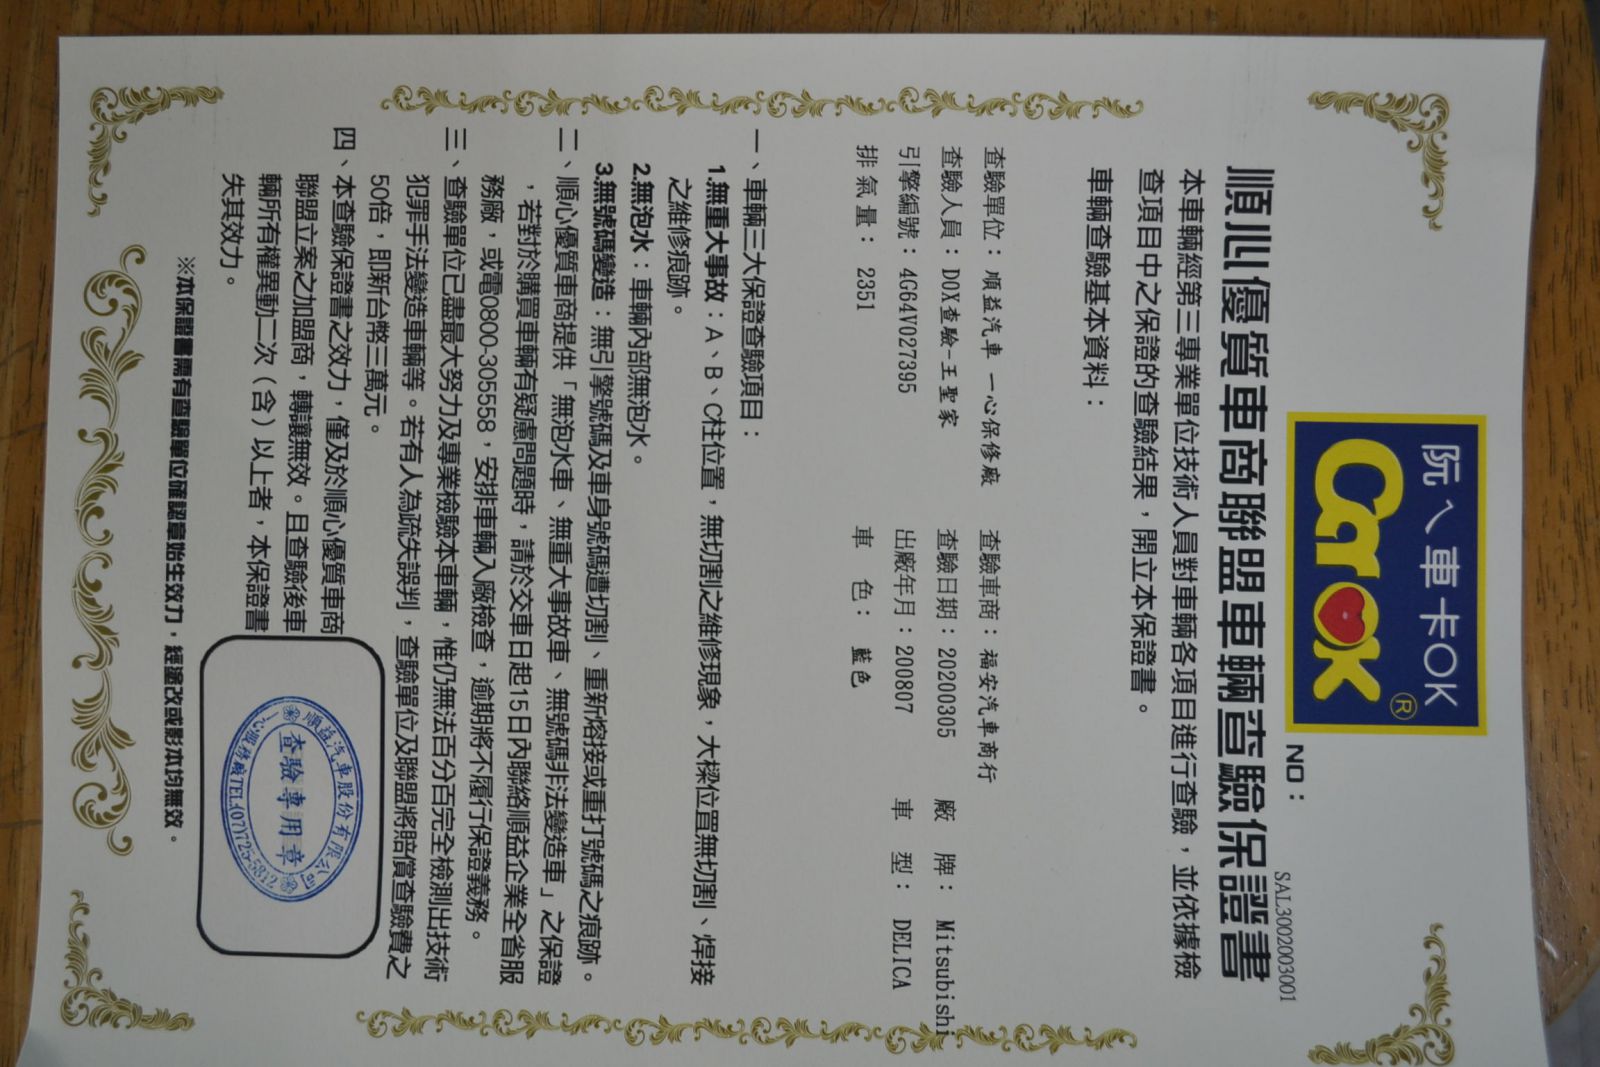 阮ㄟ車卡OK
CarOK®
NO：
SAL3002003001
順心優質車商聯盟車輛查驗保證書
本車輛經第三專業單位技術人員對車輛各項目進行查驗，並依據檢
查項目中之保證的查驗結果，開立本保證書。
車輛查驗基本資料：
查驗單位：順益汽車 一心保修廠 查驗車商：福安汽車商行
查驗人員：DOX查驗-王聖家 查驗日期：20200305 廠 牌：Mitsubishi
引擎編號：4G64V027395 出廠年月：200807 車 型：DELICA
排氣量：2351 車 色：藍色
一、車輛三大保證查驗項目：
1.無重大事故：A、B、C柱位置，無切割之維修現象，大樑位置無切割、焊接
之維修痕跡。
2.無泡水：車輛內部無泡水。
3.無號碼變造：無引擎號碼及車身號碼遭切割、重新熔接或重打號碼之痕跡。
二、順心優質車商提供「無泡水車、無重大事故車、無號碼非法變造車」之保證
，若對於購買車輛有疑慮問題時，請於交車日起15日內聯絡順益企業全省服
務廠，或電0800-305558，安排車輛入廠檢查，逾期將不履行保證義務。
三、查驗單位已盡最大努力及專業檢驗本車輛，惟仍無法百分百完全檢測出技術
犯罪手法變造車輛等。若有人為疏失誤判，查驗單位及聯盟將賠償查驗費之
50倍，即新台幣三萬元。
四、本查驗保證書之效力，僅及於順心優質車商
聯盟立案之加盟商，轉讓無效。且查驗後車
輛所有權異動二次（含）以上者，本保證書
失其效力。
順益汽車股份有限公司
查驗專用章
一心服務廠TEL(07)725-5812
※本保證書需有查驗單位確認章始生效力，經塗改或影本均無效。